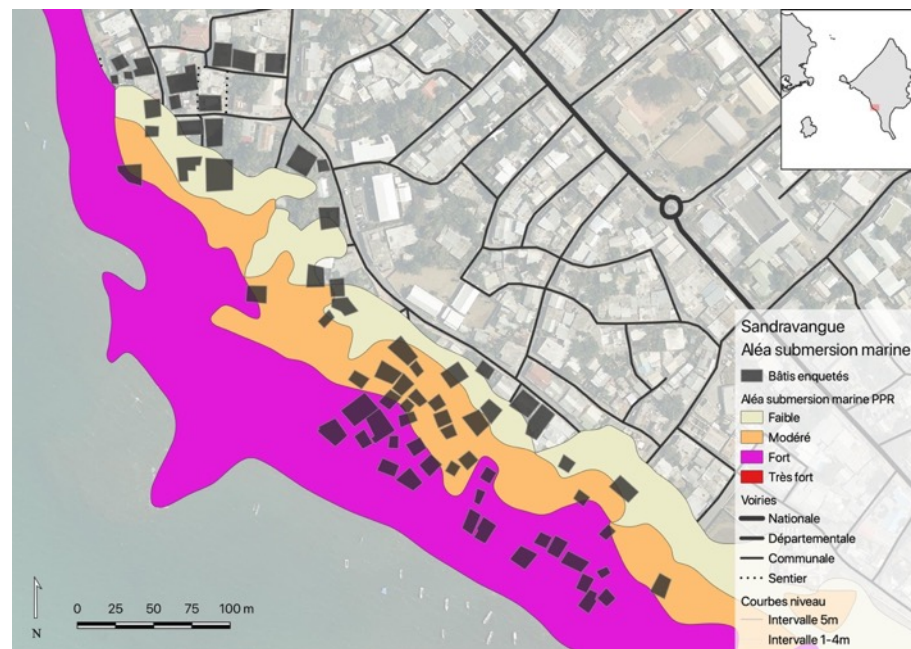 Sandravangue
Aléa submersion marine
Bâtis enquetés
Aléa submersion marine PPR
Faible
Modéré
Fort
Très fort
Voiries
Nationale
Départementale
Communale
Sentier
Courbes niveau
Intervalle 5m
Intervalle 1-4m
N
0 25 50 75 100 m